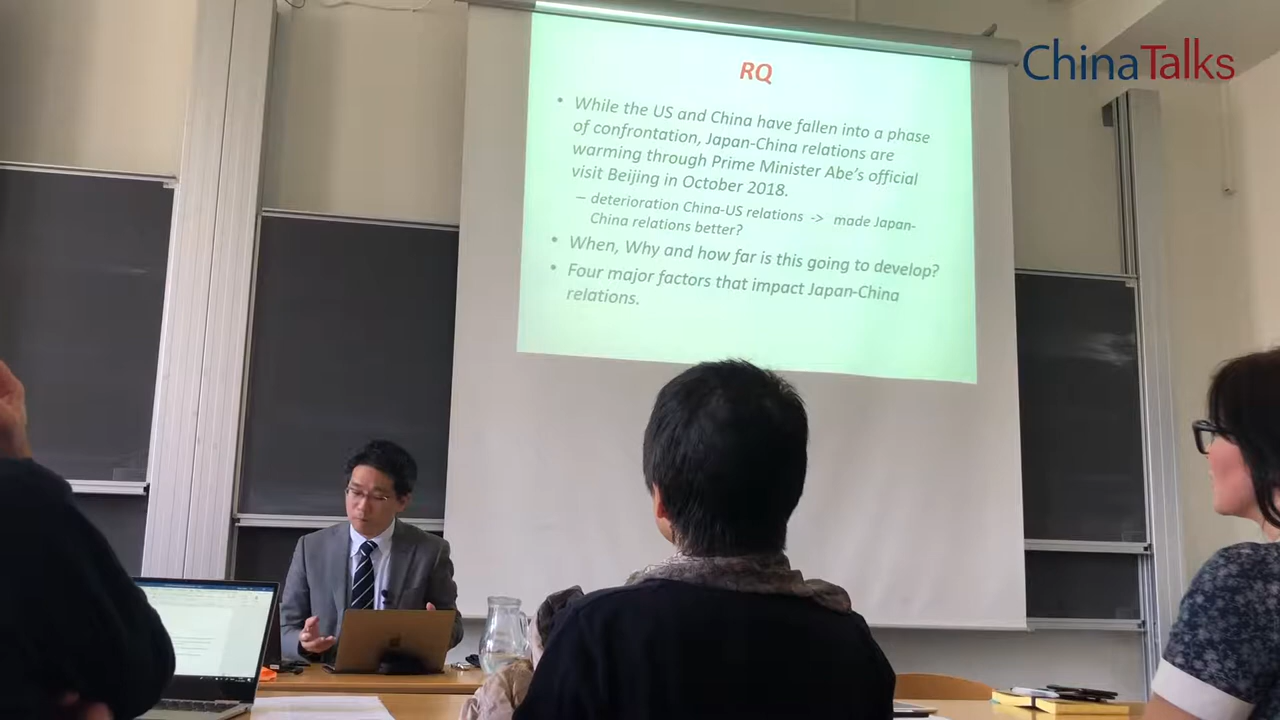 ChinaTalks
RQ
• While the US and China have fallen into a phase
of confrontation, Japan-China relations are
warming through Prime Minister Abe's official
visit Beijing in October 2018.
– deterioration China-US relations -> made Japan-
China relations better?
• When, Why and how far is this going to develop?
• Four major factors that impact Japan-China
relations.